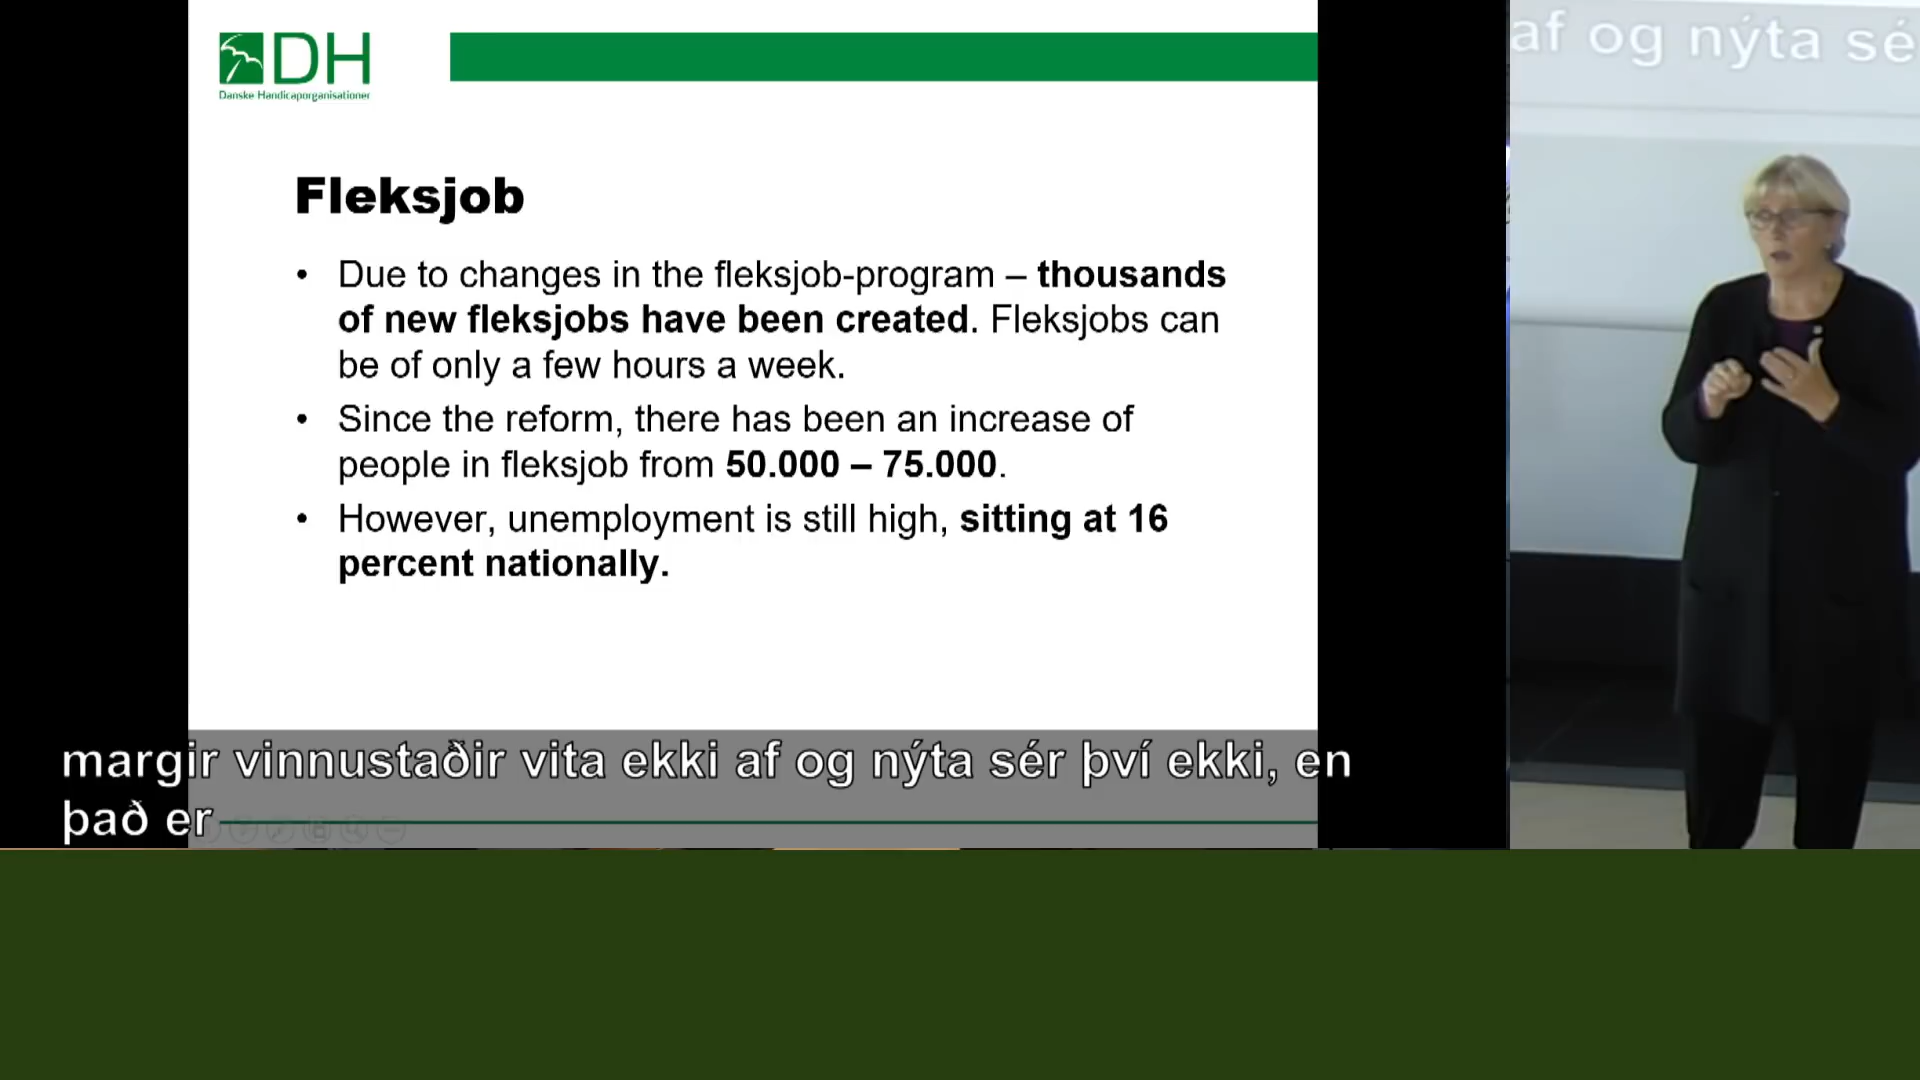 DH
Danske Handicaporganisationer
af og nýta sé
Fleksjob
• Due to changes in the fleksjob-program – thousands
of new fleksjobs have been created. Fleksjobs can
be of only a few hours a week.
• Since the reform, there has been an increase of
people in fleksjob from 50.000 – 75.000.
• However, unemployment is still high, sitting at 16
percent nationally.
margir vinnustaðir vita ekki af og nýta sér því ekki, en
það er